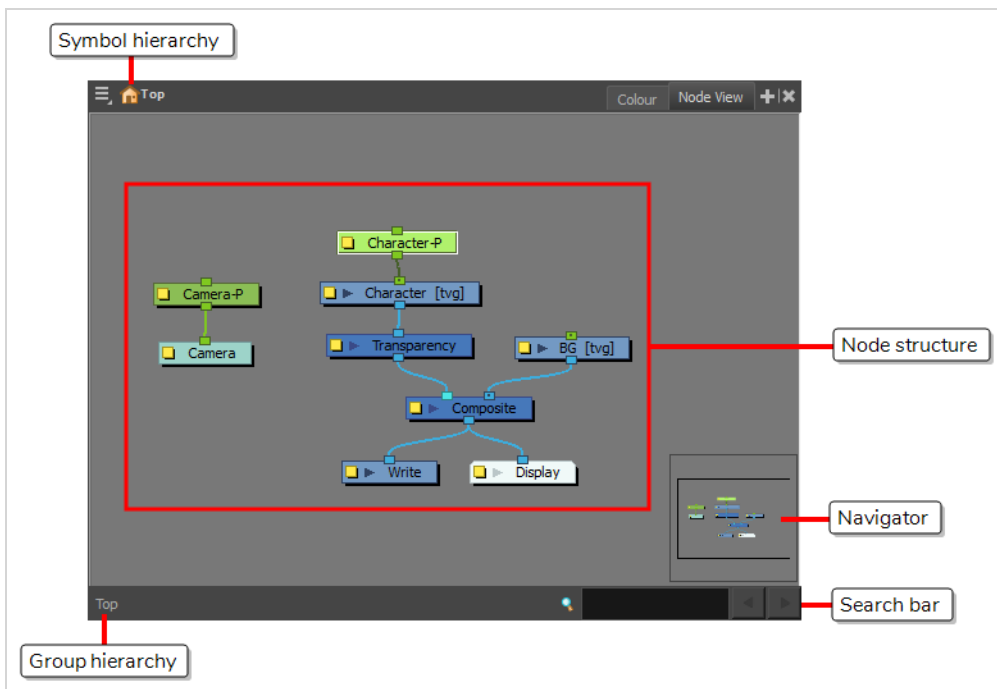 Symbol hierarchy
Top
Colour
Node View
Character-P
Camera-P
Character [tvg]
Camera
Transparency
BG [tvg]
Node structure
Composite
Write
Display
Navigator
Top
Search bar
Group hierarchy